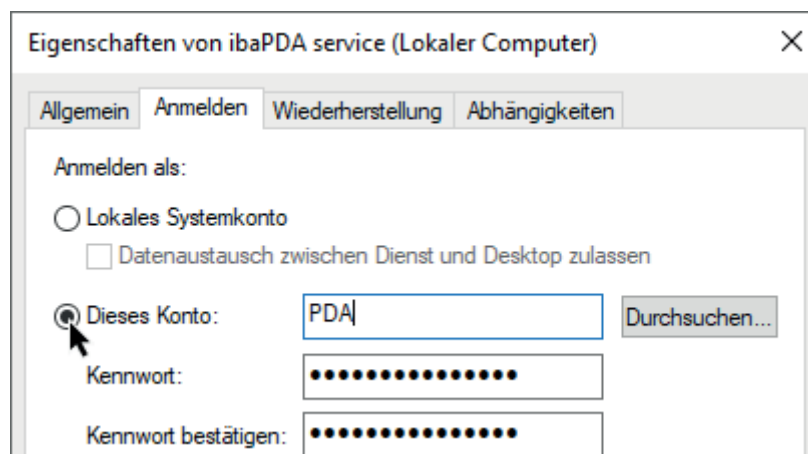 Eigenschaften von ibaPDA service (Lokaler Computer)
Allgemein Anmelden Wiederherstellung Abhängigkeiten
Anmelden als:
Lokales Systemkonto
Datenaustausch zwischen Dienst und Desktop zulassen
Dieses Konto: PDA Durchsuchen...
Kennwort: ●●●●●●●●●●●●●●●
Kennwort bestätigen: ●●●●●●●●●●●●●●●